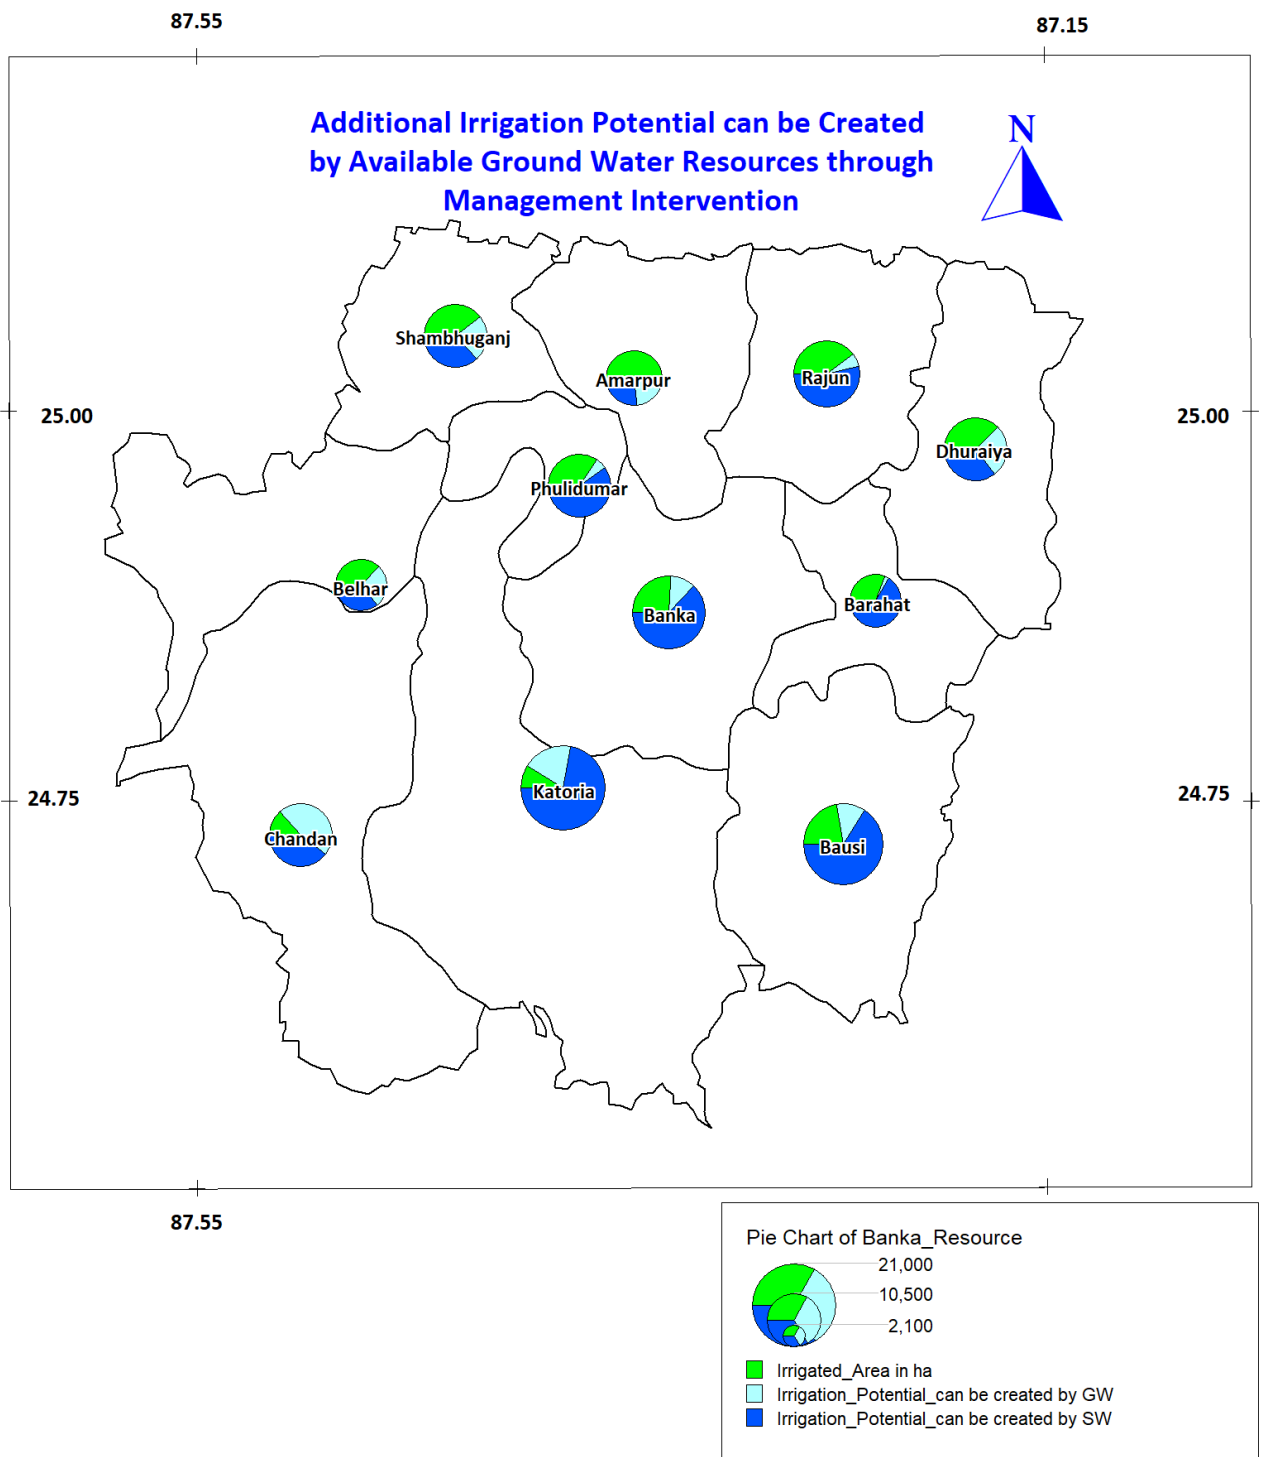 87.55
87.15
Additional Irrigation Potential can be Created
by Available Ground Water Resources through
Management Intervention
N
Shambhuganj
Amarpur
Rajun
25.00
25.00
Dhuraiya
Phulidumar
Belhar
Barahat
Banka
24.75
24.75
Katoria
Chandan
Bausi
87.55
Pie Chart of Banka_Resource
21,000
10,500
2,100
Irrigated_Area in ha
Irrigation_Potential_can be created by GW
Irrigation_Potential_can be created by SW